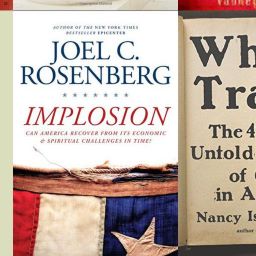 AUTHOR OF THE NEW YORK TIMES
BESTSELLER EPICENTER
JOEL C.
ROSENBERG
IMPLOSION
CAN AMERICA RECOVER FROM ITS ECONOMIC
& SPIRITUAL CHALLENGES IN TIME?
Wh
Tra
The 4
Untold
of
in A
Nancy Is
author